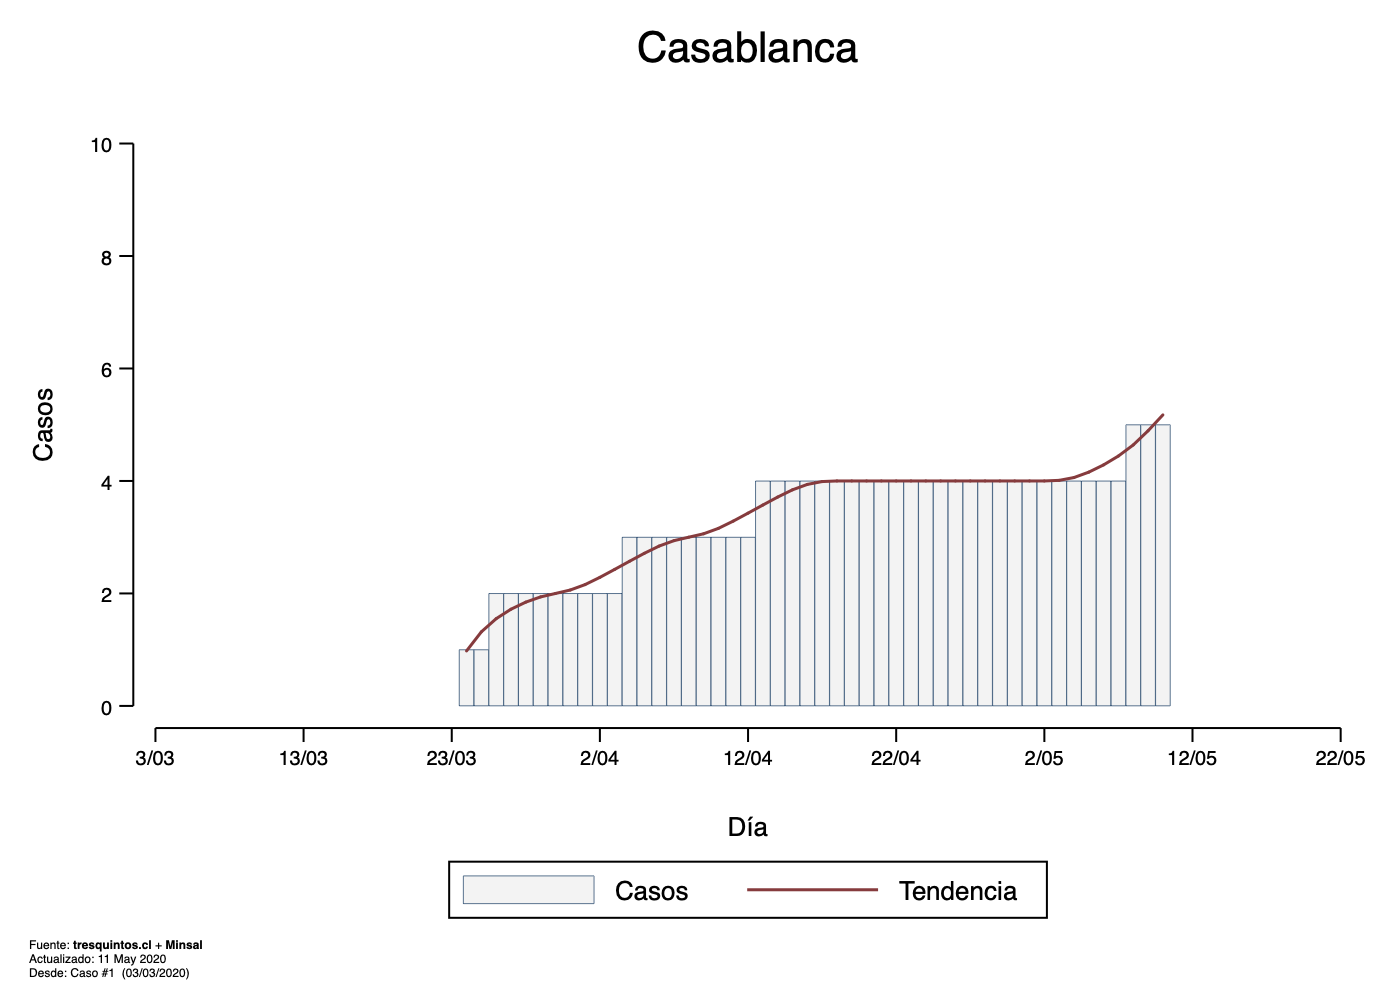 Casablanca
10
8
6
4
2
0
Casos
3/03 13/03 23/03 2/04 12/04 22/04 2/05 12/05 22/05
Día
Casos Tendencia
Fuente: tresquintos.cl + Minsal
Actualizado: 11 May 2020
Desde: Caso #1 (03/03/2020)